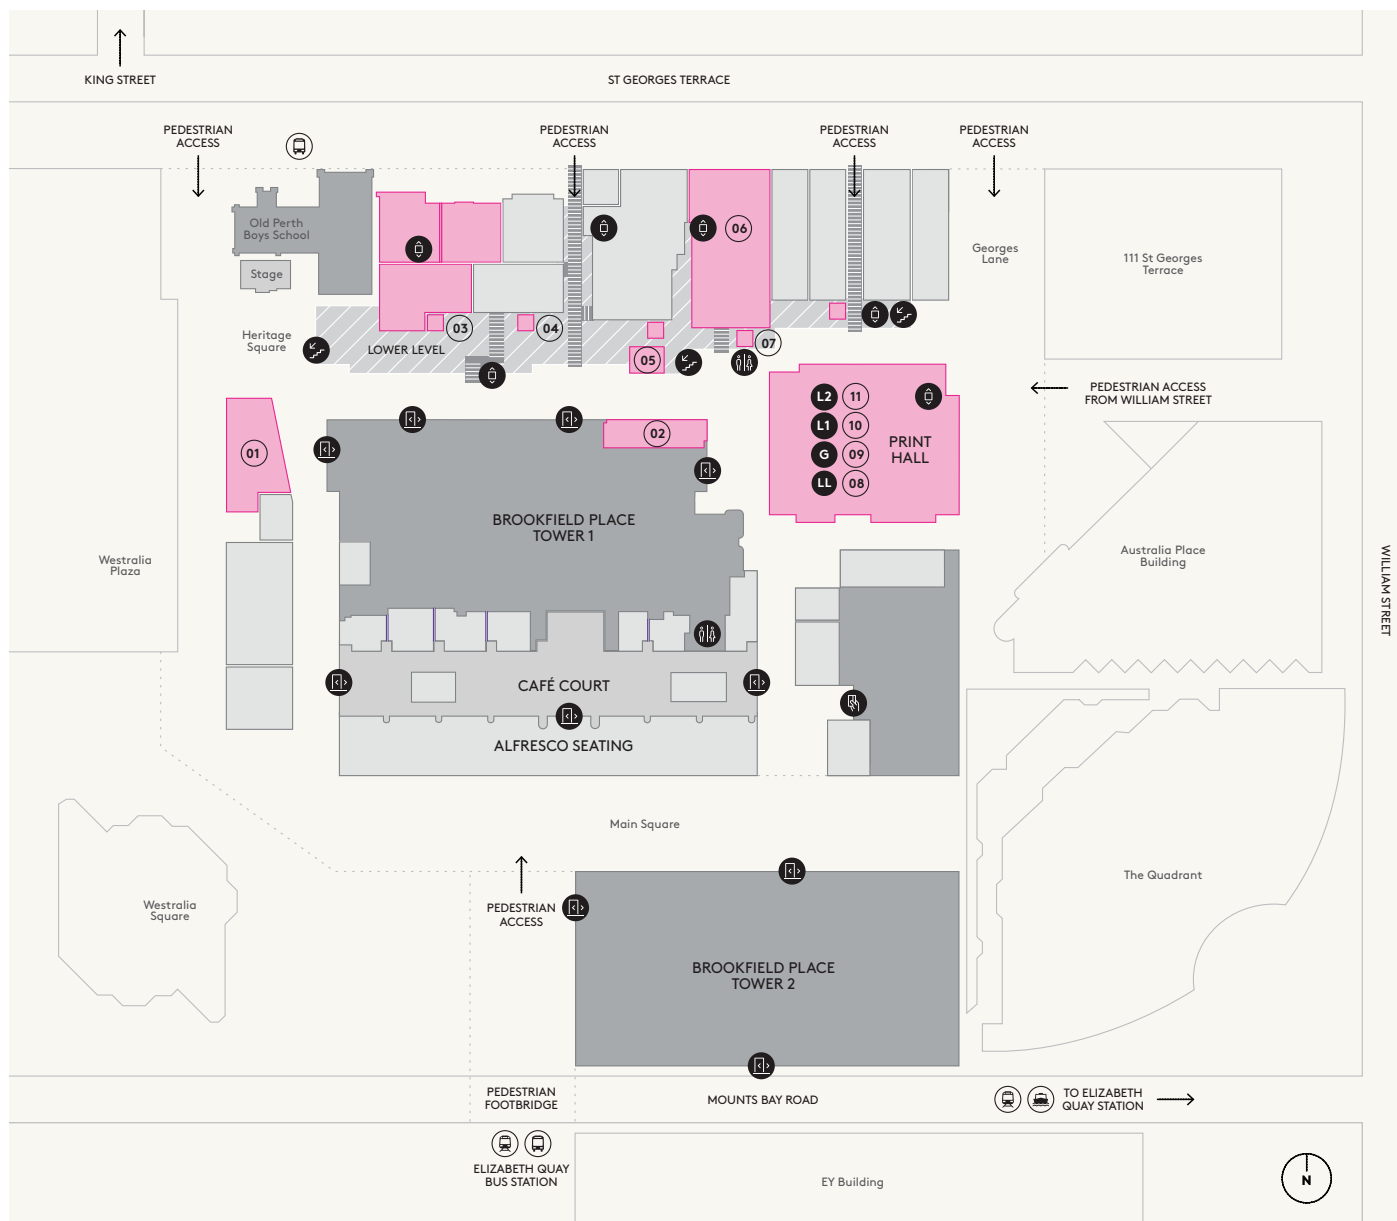 KING STREET
ST GEORGES TERRACE
PEDESTRIAN
ACCESS
PEDESTRIAN
ACCESS
PEDESTRIAN
ACCESS
PEDESTRIAN
ACCESS
Old Perth
Boys School
Stage
06
Georges
Lane
111 St Georges
Terrace
Heritage
Square
LOWER LEVEL
03
04
05
07
PEDESTRIAN ACCESS
FROM WILLIAM STREET
L2 11
L1 10
G 09
LL 08
PRINT
HALL
01
02
BROOKFIELD PLACE
TOWER 1
Westralia
Plaza
Australia Place
Building
WILLIAM STREET
CAFÉ COURT
ALFRESCO SEATING
Main Square
Westralia
Square
PEDESTRIAN
ACCESS
The Quadrant
BROOKFIELD PLACE
TOWER 2
PEDESTRIAN
FOOTBRIDGE
MOUNTS BAY ROAD
TO ELIZABETH
QUAY STATION
ELIZABETH QUAY
BUS STATION
EY Building
N